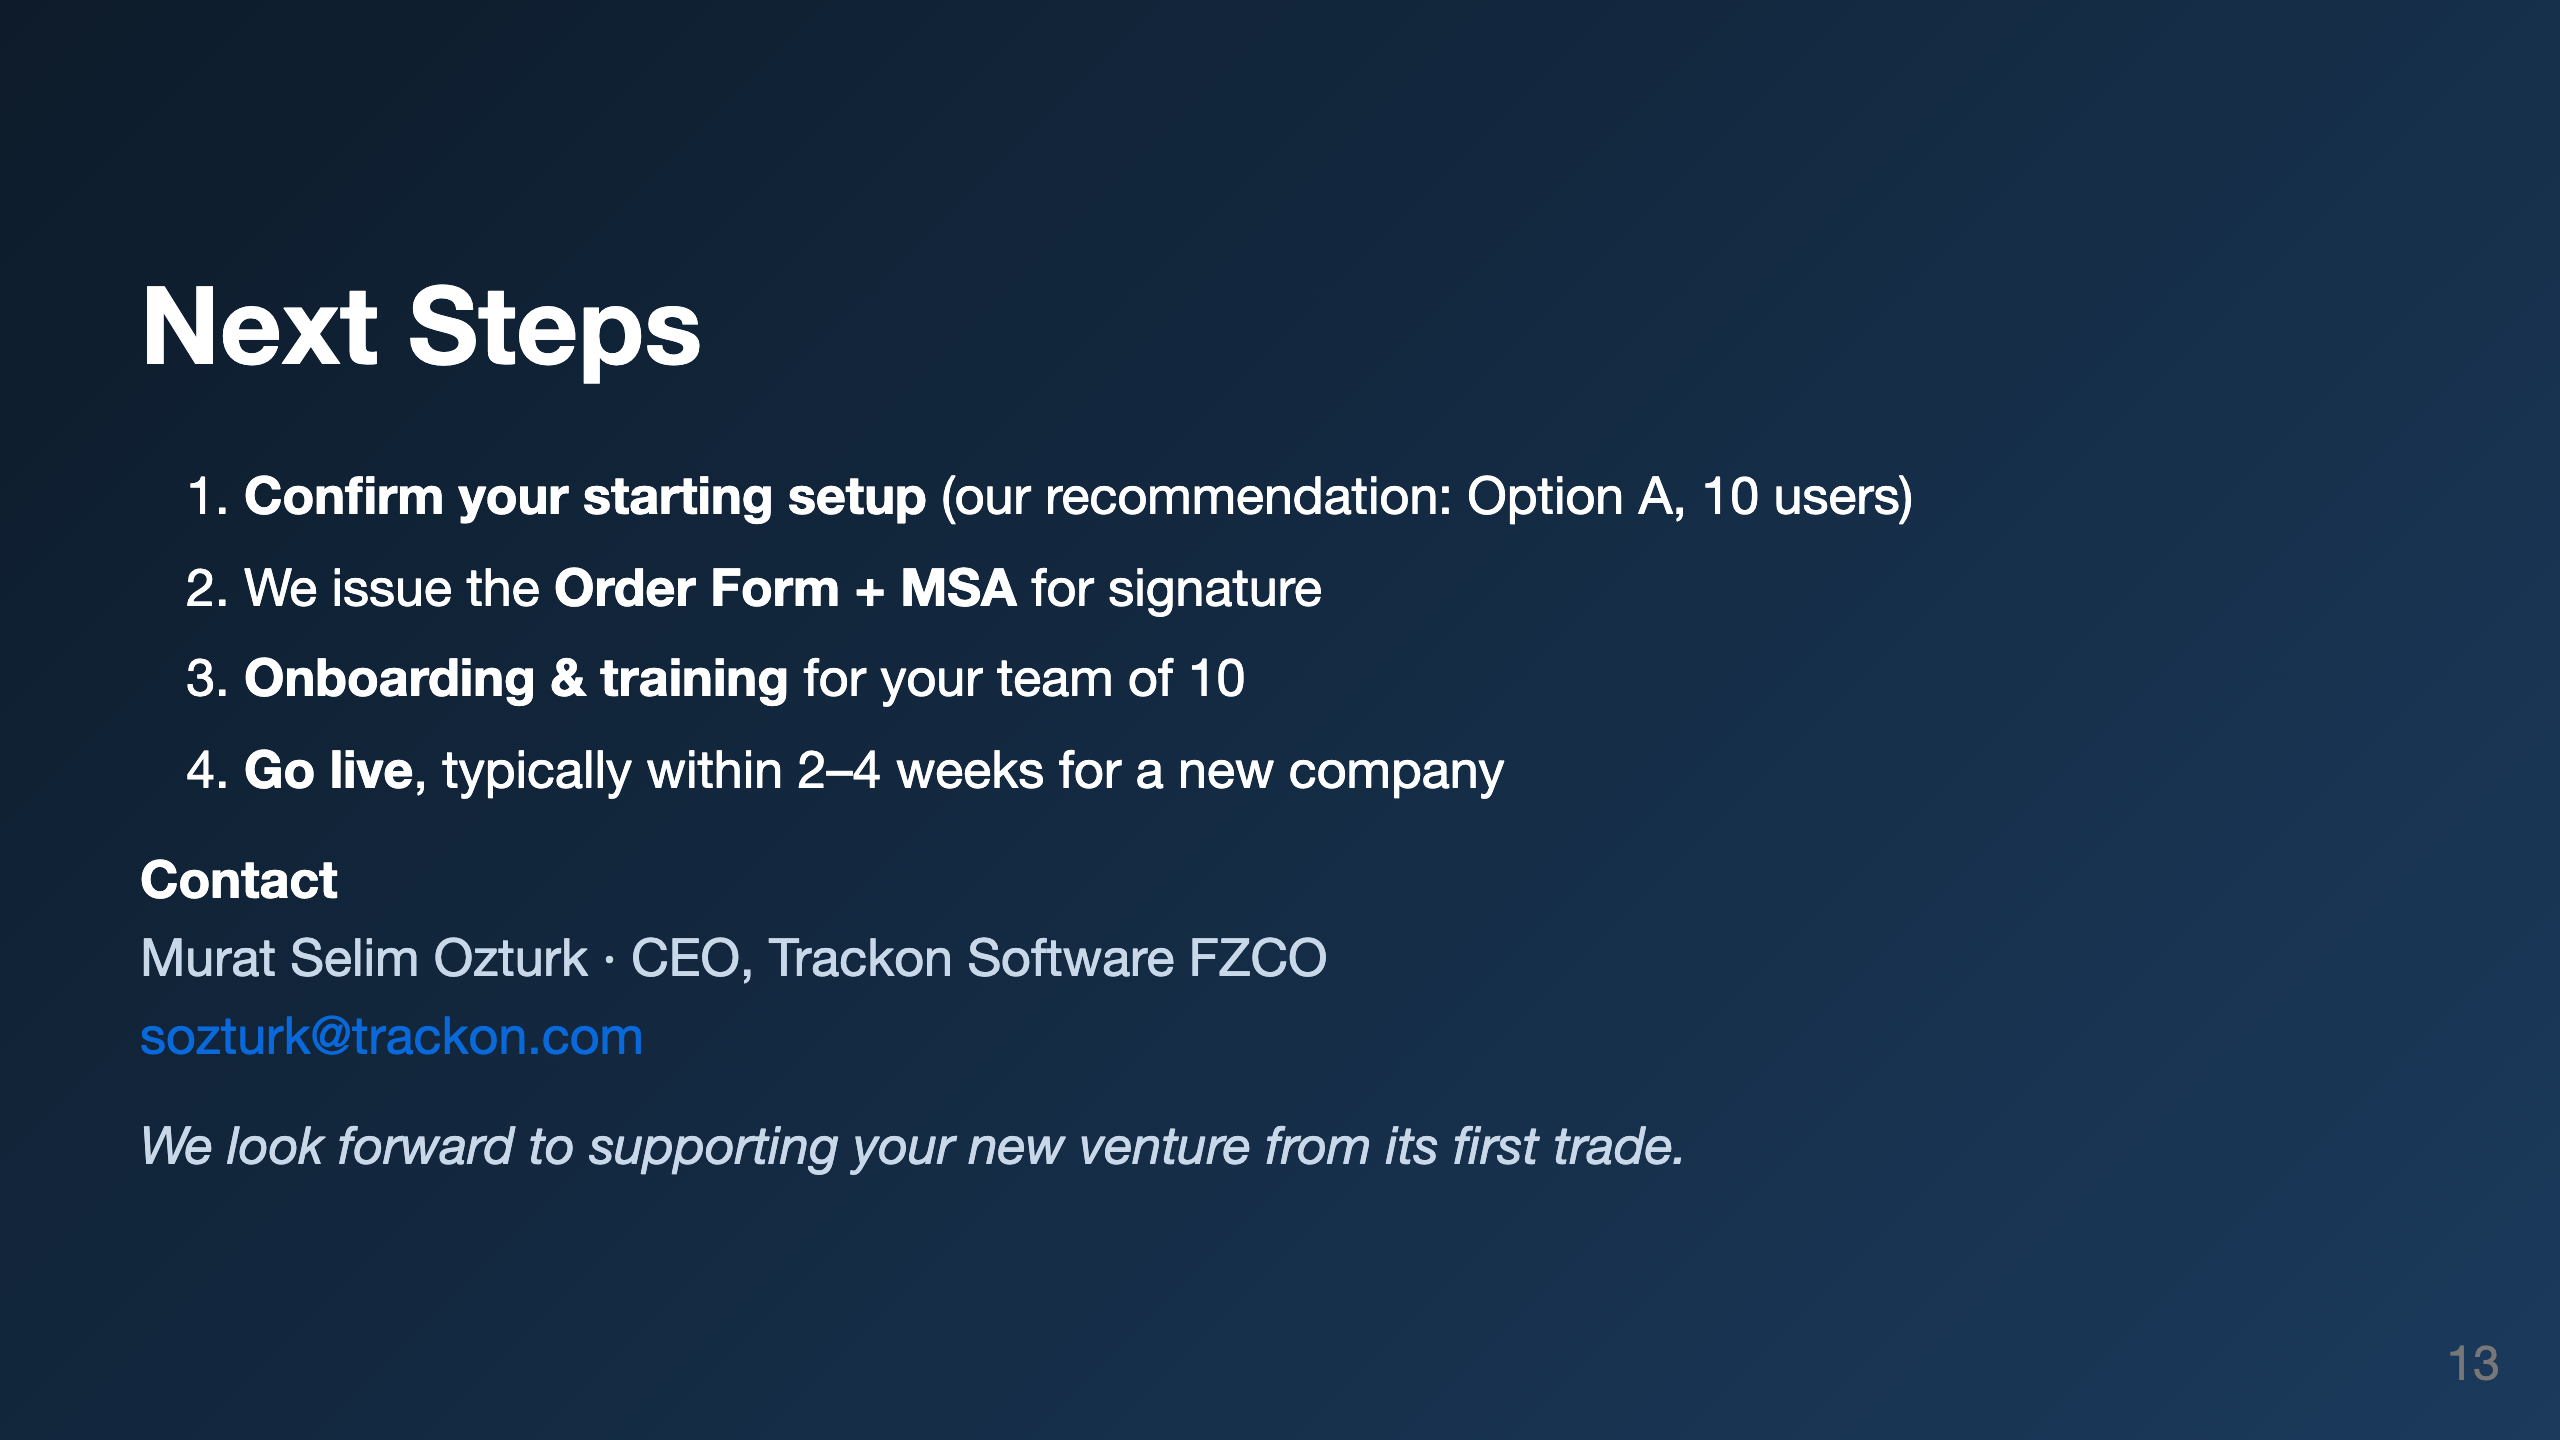 Next Steps
1. Confirm your starting setup (our recommendation: Option A, 10 users)
2. We issue the Order Form + MSA for signature
3. Onboarding & training for your team of 10
4. Go live, typically within 2–4 weeks for a new company
Contact
Murat Selim Ozturk · CEO, Trackon Software FZCO
sozturk@trackon.com
We look forward to supporting your new venture from its first trade.
13